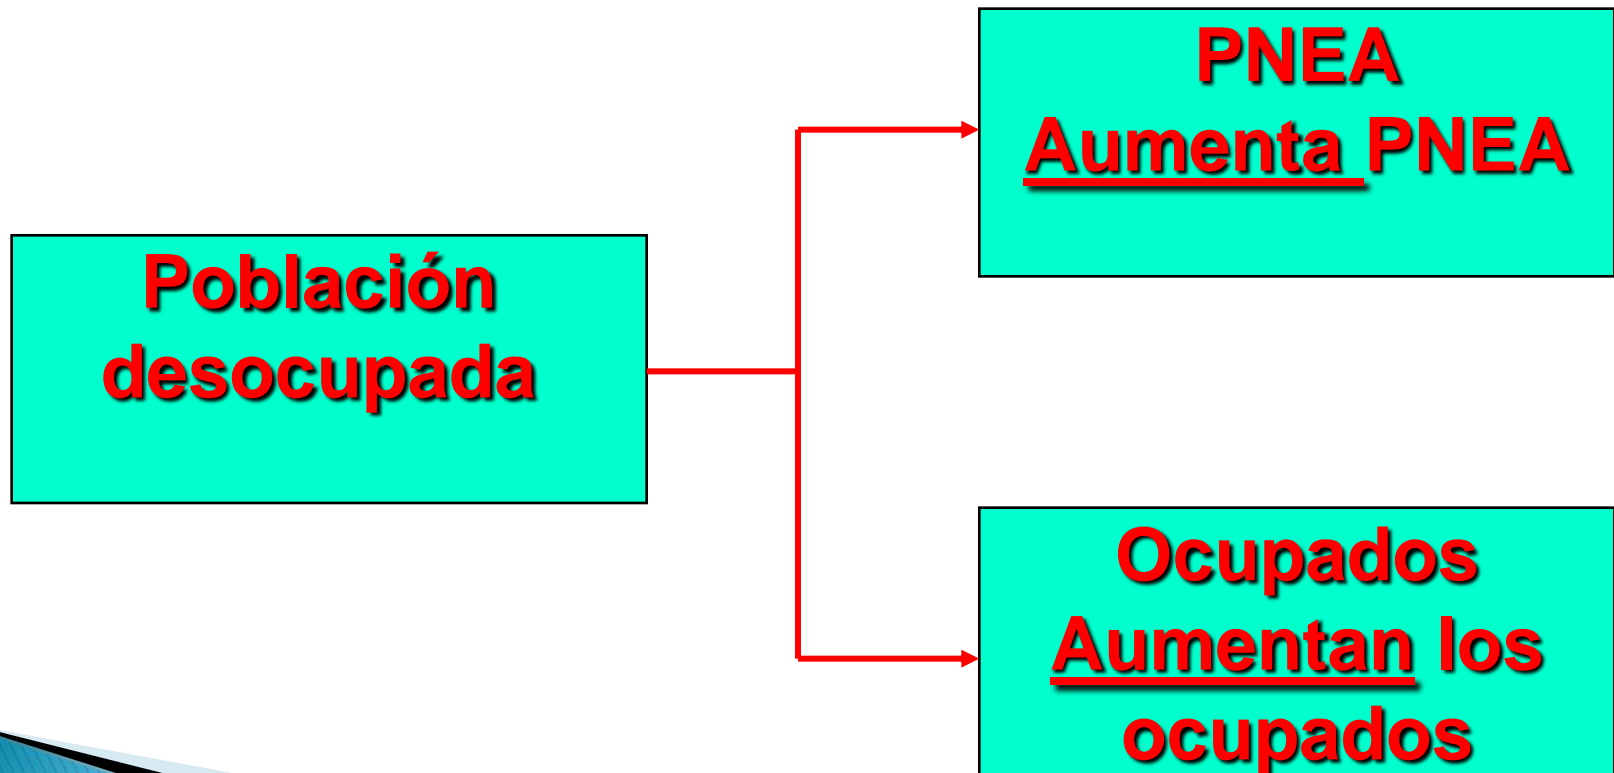 Población
desocupada
PNEA
Aumenta PNEA
Ocupados
Aumentan los
ocupados